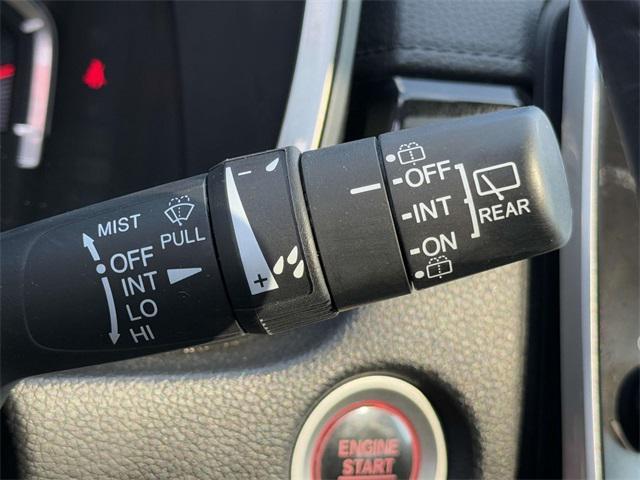 MIST
OFF
INT
LO
HI
PULL
- +
OFF
INT
ON
REAR
ENGINE
START